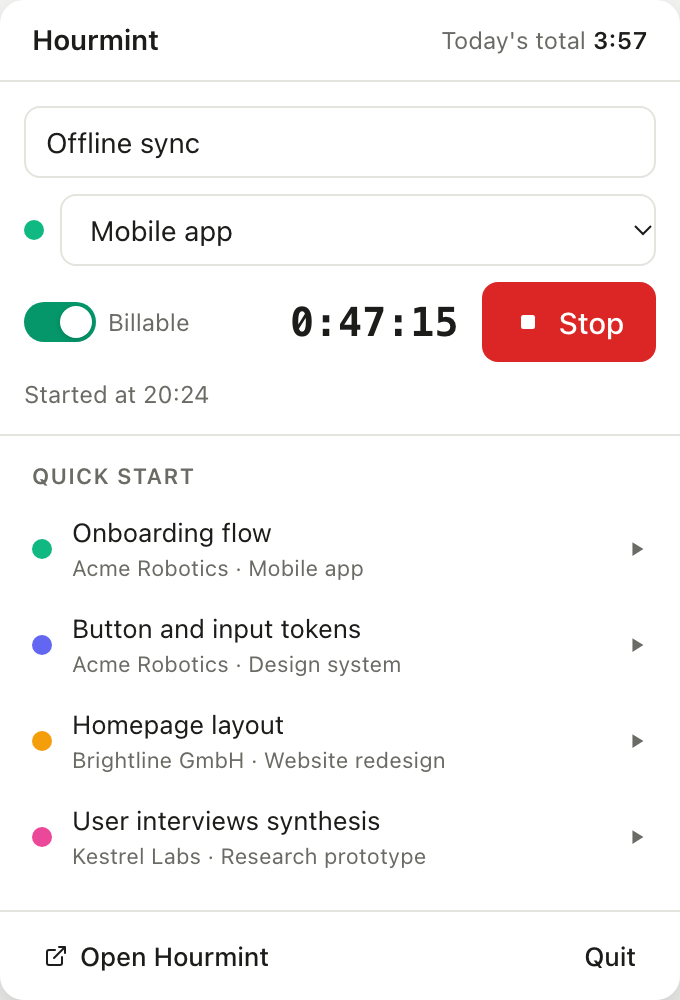 Hourmint
Today's total 3:57
Offline sync
Mobile app
Billable
0:47:15
Stop
Started at 20:24
QUICK START
Onboarding flow
Acme Robotics · Mobile app
Button and input tokens
Acme Robotics · Design system
Homepage layout
Brightline GmbH · Website redesign
User interviews synthesis
Kestrel Labs · Research prototype
Open Hourmint
Quit